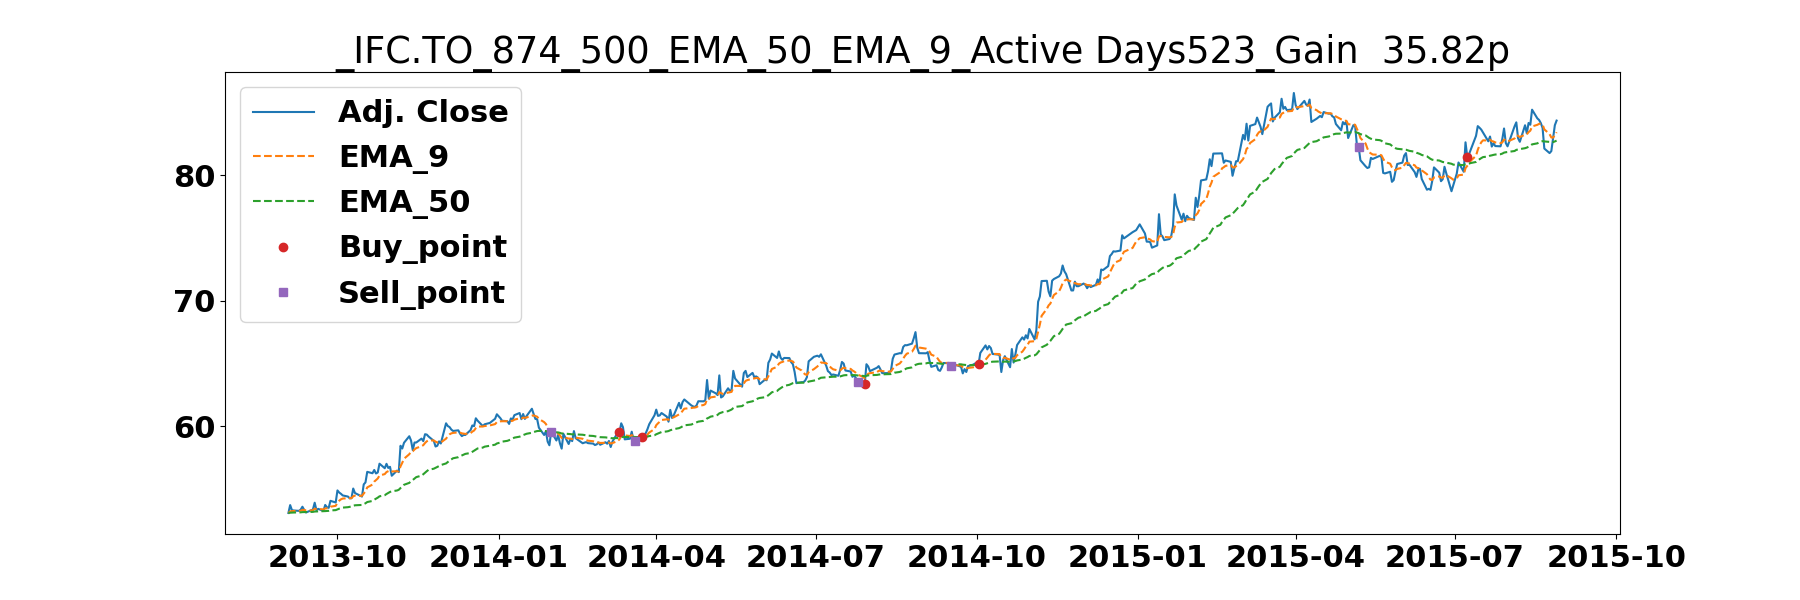 _IFC.TO_874_500_EMA_50_EMA_9_Active Days523_Gain  35.82p
Adj. Close
EMA_9
EMA_50
Buy_point
Sell_point
80
70
60
2013-10 2014-01 2014-04 2014-07 2014-10 2015-01 2015-04 2015-07 2015-10